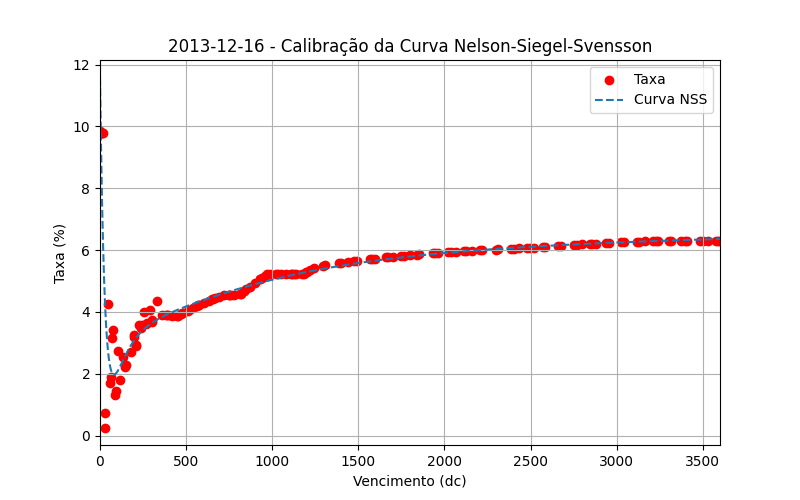 2013-12-16 - Calibração da Curva Nelson-Siegel-Svensson
Taxa
Curva NSS
Taxa (%)
12
10
8
6
4
2
0
0 500 1000 1500 2000 2500 3000 3500
Vencimento (dc)